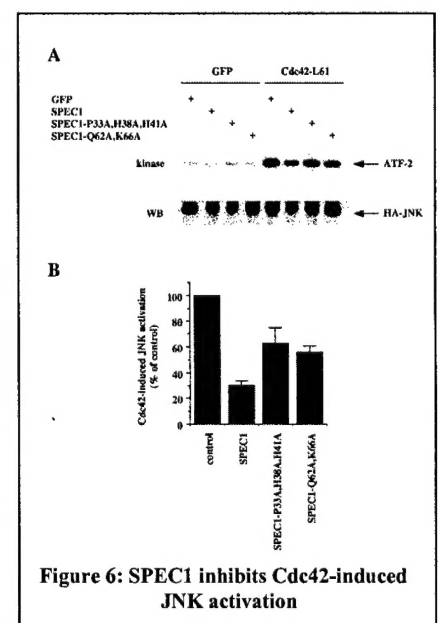 A
GFP Cdc42-L61
GFP + +
SPEC1 + +
SPEC1-P33A,H38A,H41A + +
SPEC1-Q62A,K66A + +
kinase ATF-2
WB HA-JNK
B
Cdc42-induced JNK activation
(% of control)
100
80
60
40
20
0
control
SPEC1
SPEC1-P33A,H38A,H41A
SPEC1-Q62A,K66A
Figure 6: SPEC1 inhibits Cdc42-induced
JNK activation